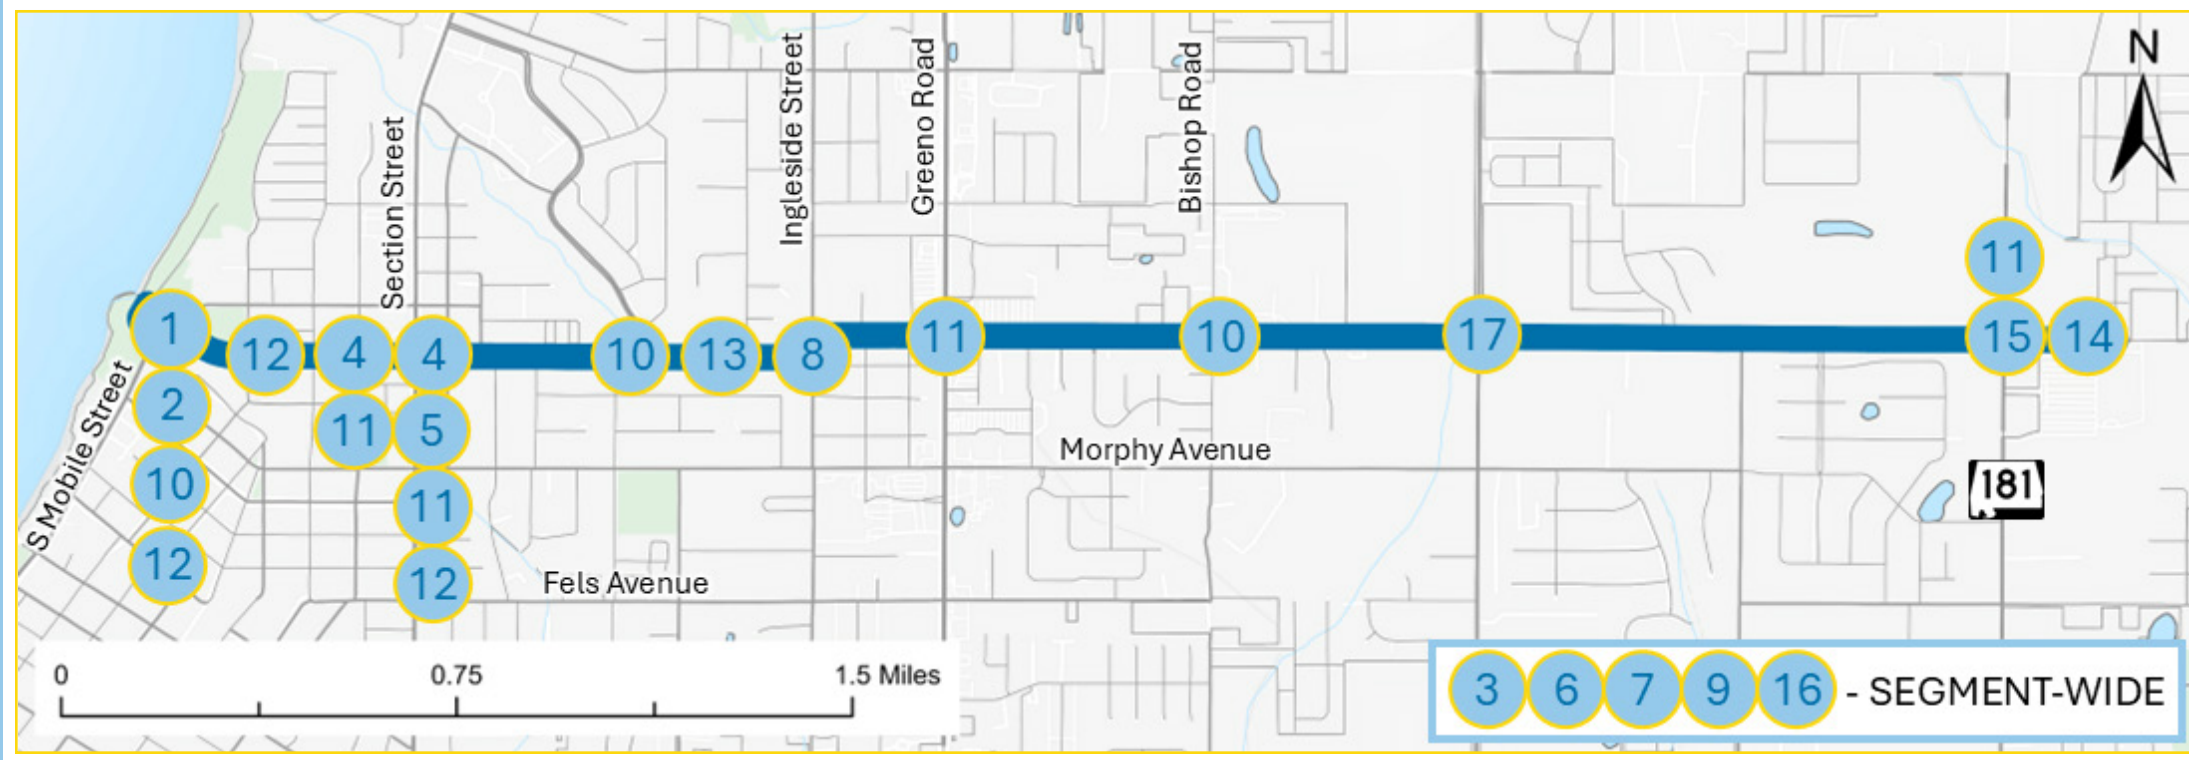 N
Section Street
Ingleside Street
Greeno Road
Bishop Road
11
1
12
4
4
10
13
8
11
10
17
15
14
2
11
5
S Mobile Street
Morphy Avenue
10
11
181
12
12
Fels Avenue
0 0.75 1.5 Miles
3 6 7 9 16 - SEGMENT-WIDE